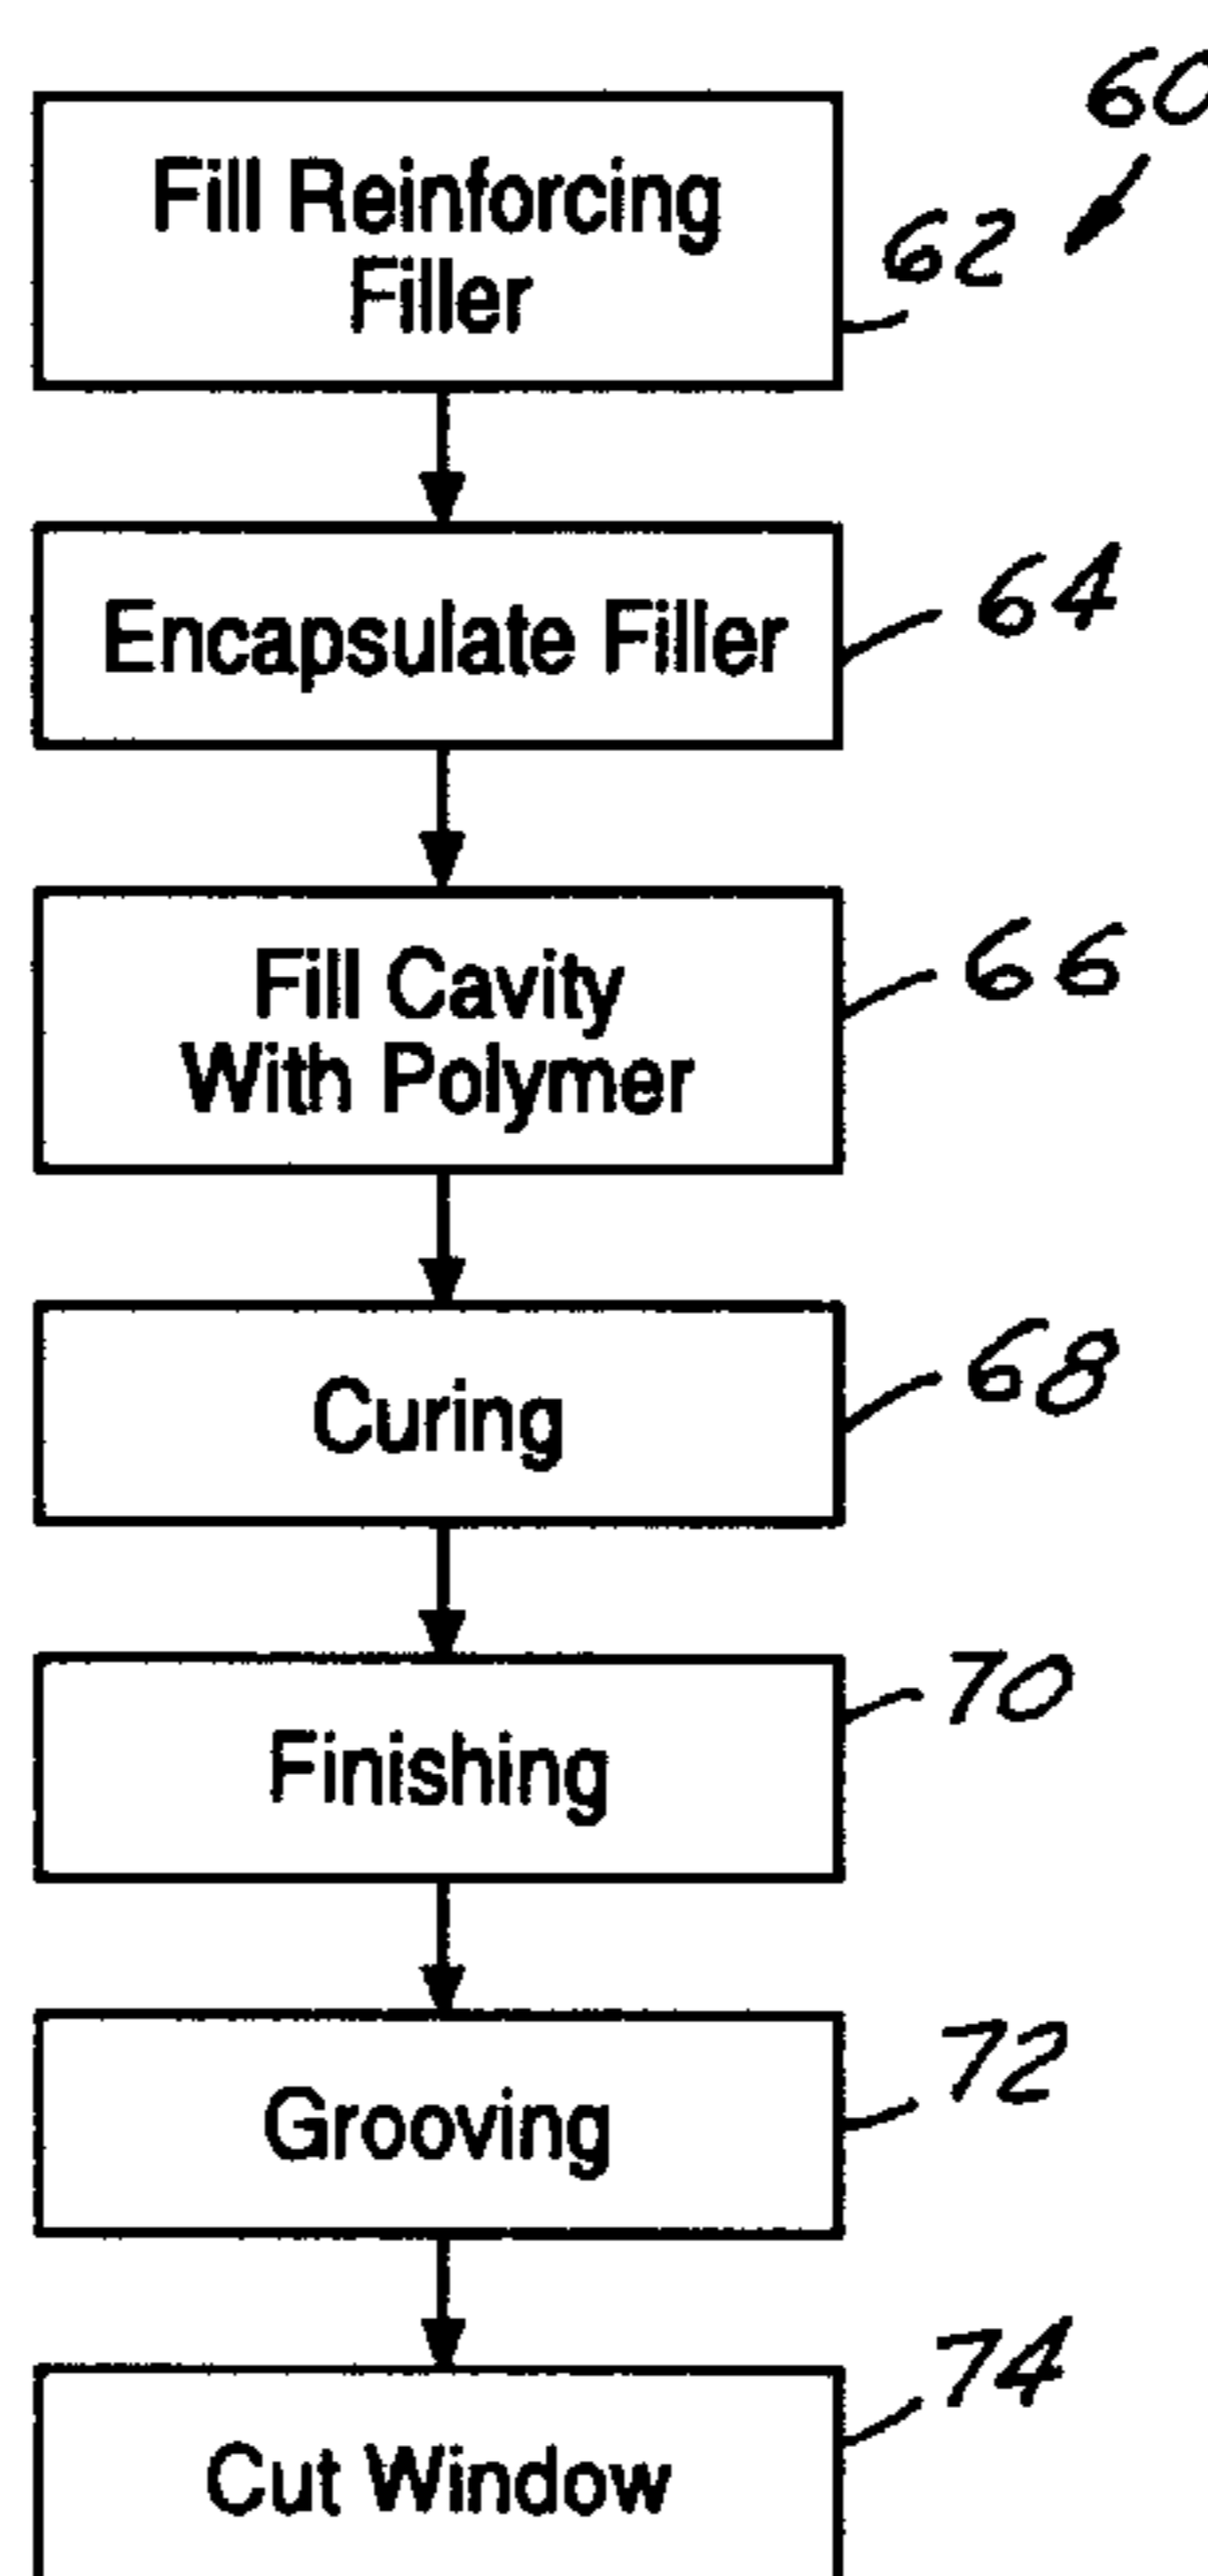 60
Fill Reinforcing
Filler
62
Encapsulate Filler
64
Fill Cavity
With Polymer
66
Curing
68
Finishing
70
Grooving
72
Cut Window
74